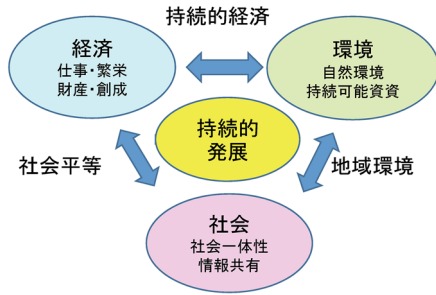 持続的経済
経済
仕事・繁栄
財産・創成
環境
自然環境
持続可能資資
持続的
発展
社会平等
地域環境
社会
社会一体性
情報共有